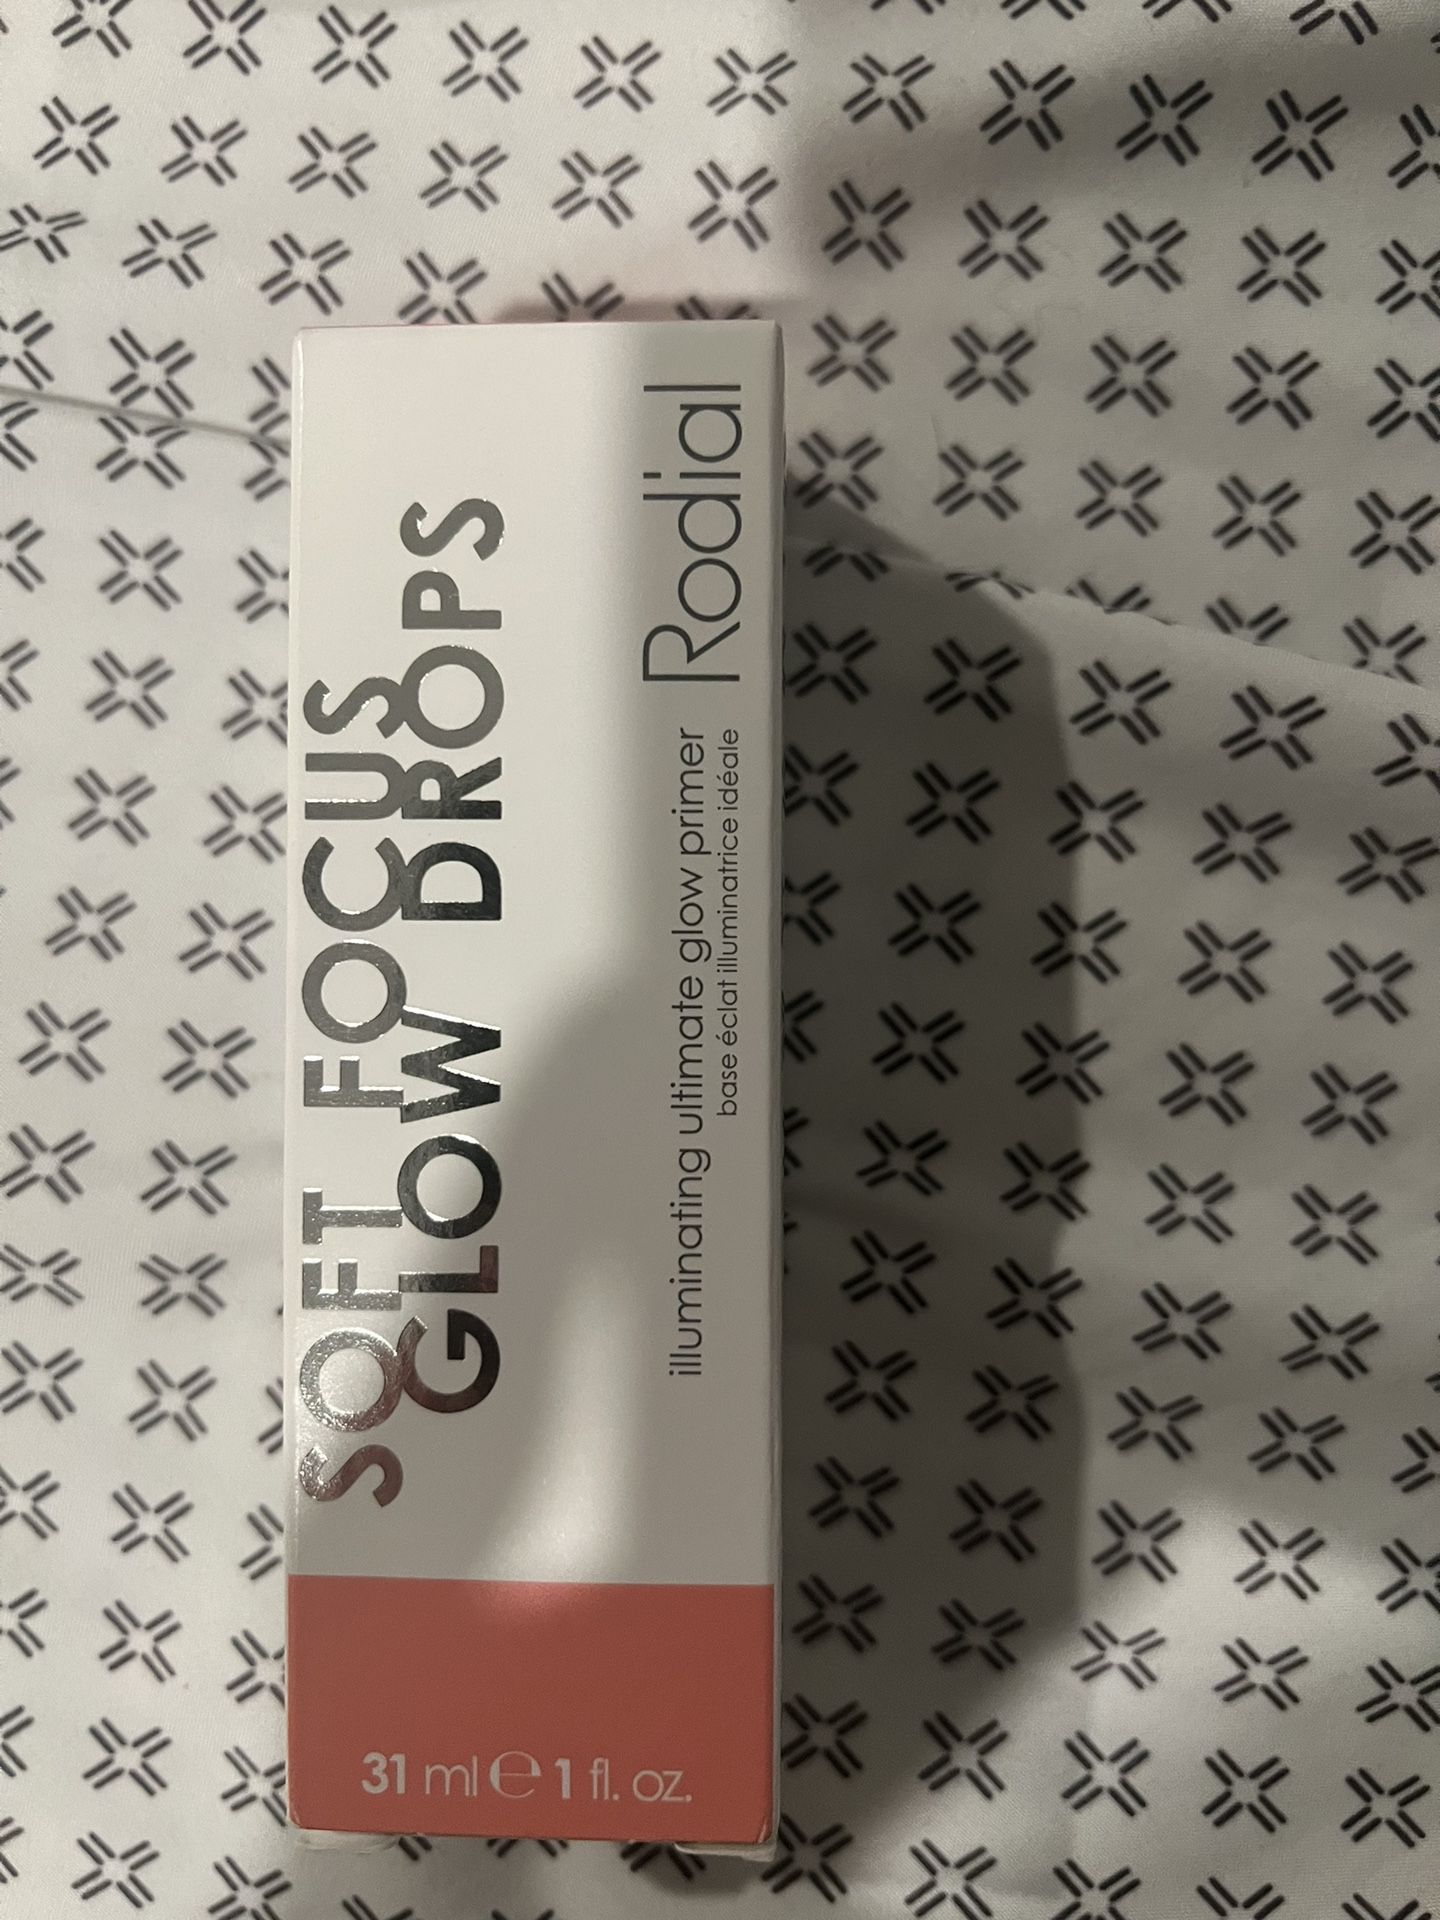 SOFT FOCUS
GLOW DROPS
Rodial
illuminating ultimate glow primer
base éclat illuminatrice idéale
31 ml ℮ 1 fl. oz.